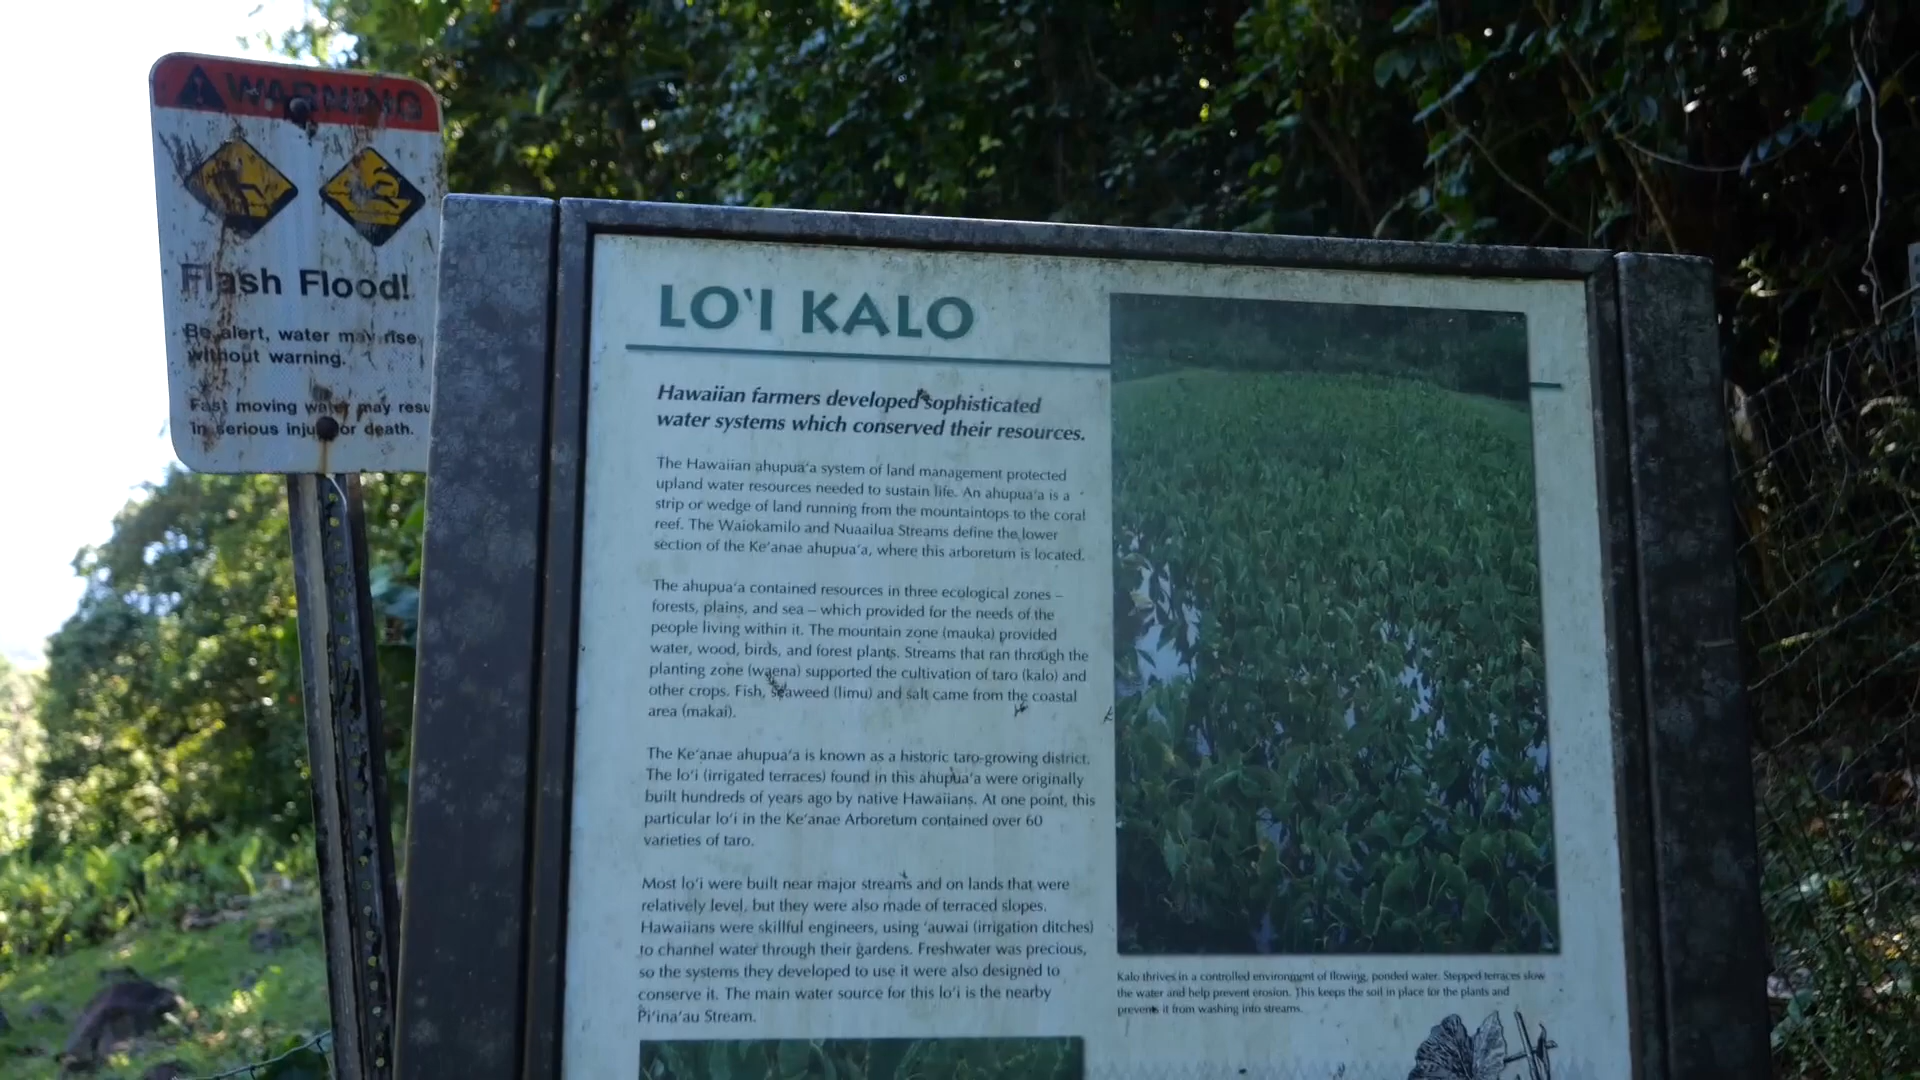 WARNING
Flash Flood!
Be alert, water may rise
without warning.
Fast moving water may
in serious injury or death.
LO‘I KALO
Hawaiian farmers developed sophisticated
water systems which conserved their resources.
The Hawaiian ahupua‘a system of land management protected
upland water resources needed to sustain life. An ahupua‘a is a
strip or wedge of land running from the mountaintops to the coral
reef. The Waiokamilo and Nuaailua Streams define the lower
section of the Ke‘anae ahupua‘a, where this arboretum is located.
The ahupua‘a contained resources in three ecological zones –
forests, plains, and sea – which provided for the needs of the
people living within it. The mountain zone (mauka) provided
water, wood, birds, and forest plants. Streams that ran through the
planting zone (waena) supported the cultivation of taro (kalo) and
other crops. Fish, seaweed (limu) and salt came from the coastal
area (makai).
The Ke‘anae ahupua‘a is known as a historic taro-growing district.
The lo‘i (irrigated terraces) found in this ahupua‘a were originally
built hundreds of years ago by native Hawaiians. At one point, this
particular lo‘i in the Ke‘anae Arboretum contained over 60
varieties of taro.
Most lo‘i were built near major streams and on lands that were
relatively level, but they were also made of terraced slopes.
Hawaiians were skillful engineers, using ‘auwai (irrigation ditches)
to channel water through their gardens. Freshwater was precious,
so the systems they developed to use it were also designed to
conserve it. The main water source for this lo‘i is the nearby
Pi‘ina‘au Stream.
Kalo thrives in a controlled environment of flowing, ponded water. Stepped terraces slow
the water and help prevent erosion. This keeps the soil in place for the plants and
prevents it from washing into streams.